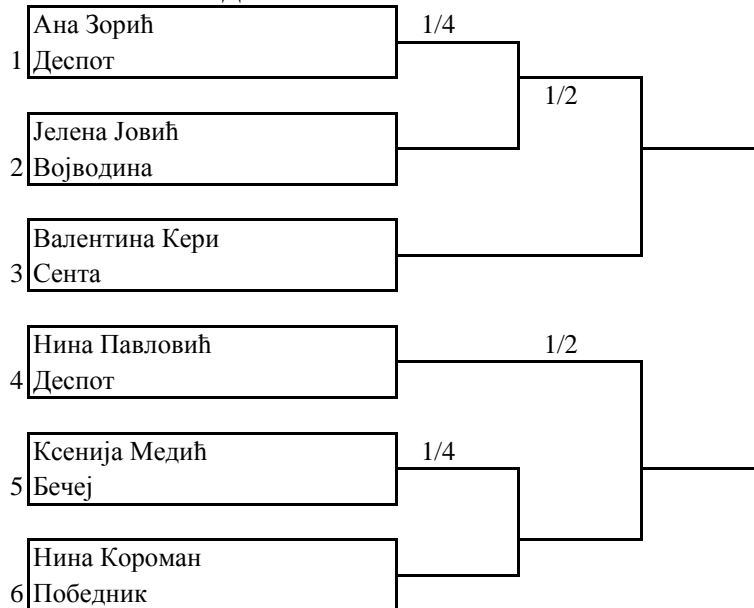 Ана Зорић
1/4
1 Деспот
1/2
Јелена Јовић
2 Војводина
Валентина Кери
3 Сента
Нина Павловић
1/2
4 Деспот
Ксенија Медић
1/4
5 Бечеј
Нина Короман
6 Победник